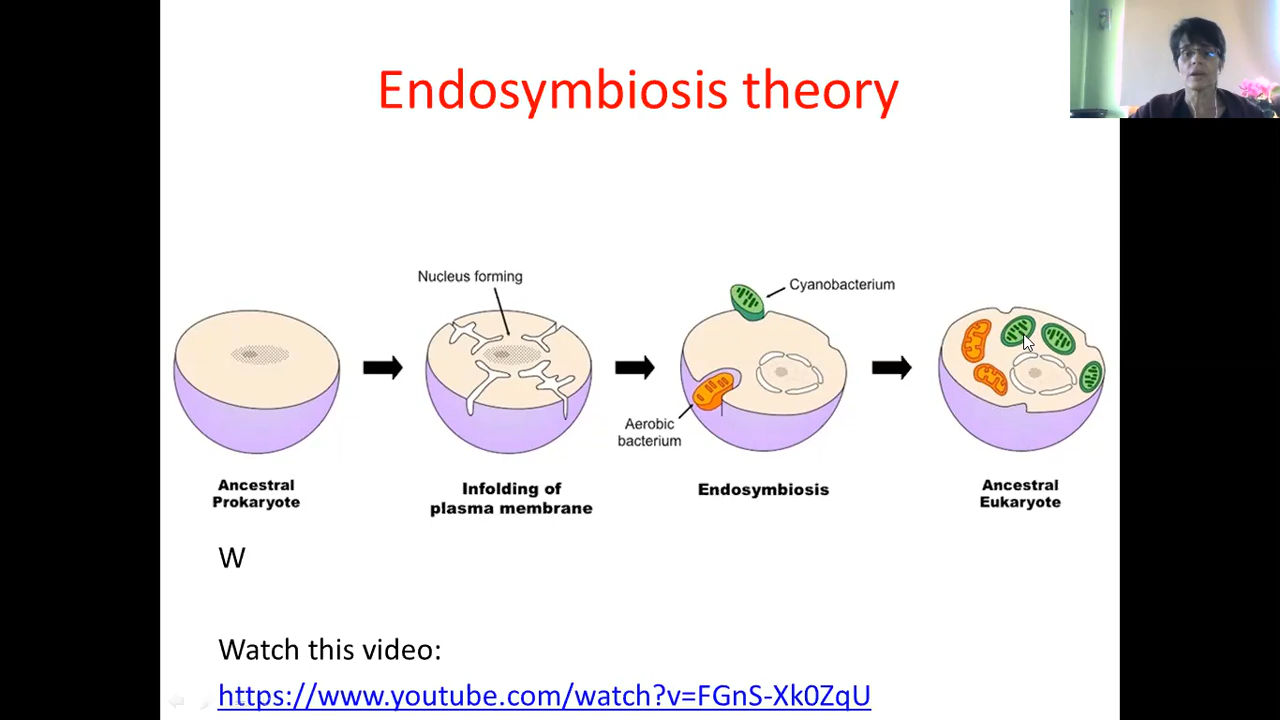 Endosymbiosis theory
Nucleus forming
Cyanobacterium
Aerobic
bacterium
Ancestral
Prokaryote
Infolding of
plasma membrane
Endosymbiosis
Ancestral
Eukaryote
W
Watch this video:
https://www.youtube.com/watch?v=FGnS-Xk0ZqU